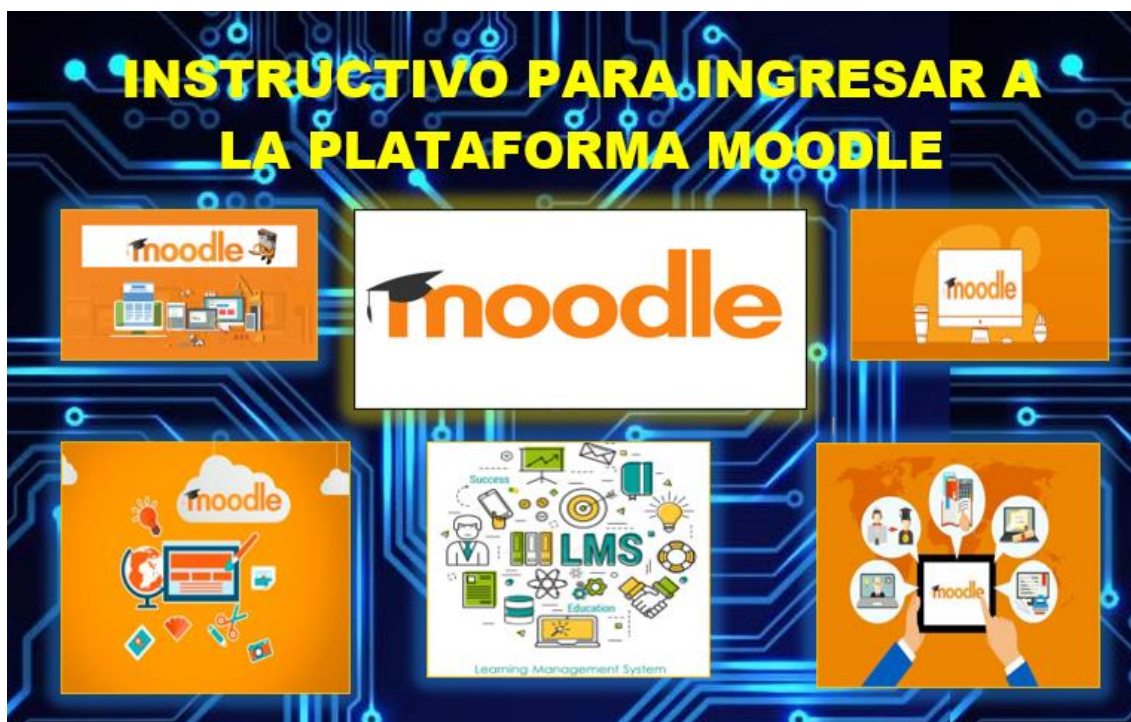 INSTRUCTIVO PARA INGRESAR A
LA PLATAFORMA MOODLE
moodle
moodle
moodle
moodle
Success
LMS
Education
Learning Management System
moodle